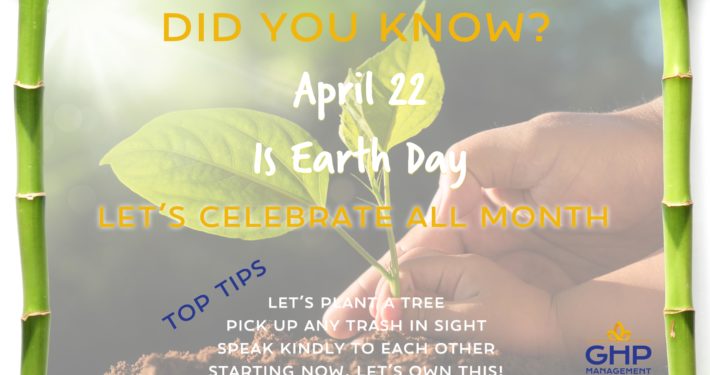 DID YOU KNOW?
April 22
Is Earth Day
LET'S CELEBRATE ALL MONTH
TOP TIPS
LET'S PLANT A TREE
PICK UP ANY TRASH IN SIGHT
SPEAK KINDLY TO EACH OTHER
STARTING NOW, LET'S OWN THIS!
GHP
MANAGEMENT